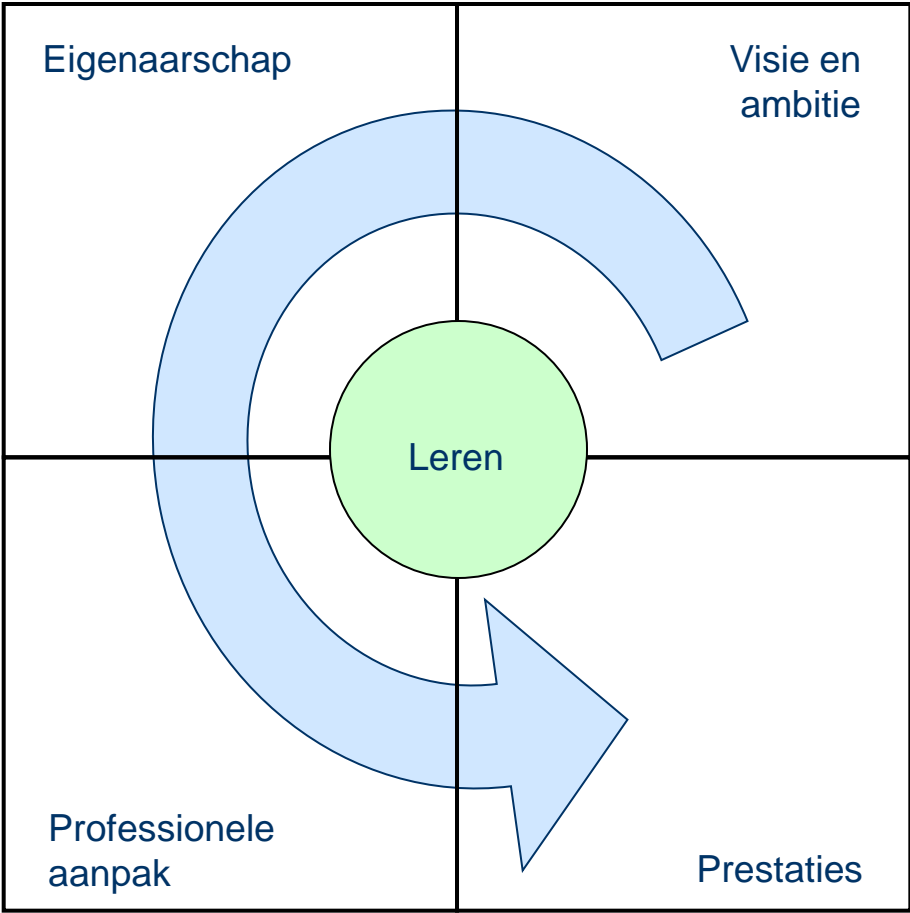 Eigenaarschap
Visie en
ambitie
Leren
Professionele
aanpak
Prestaties